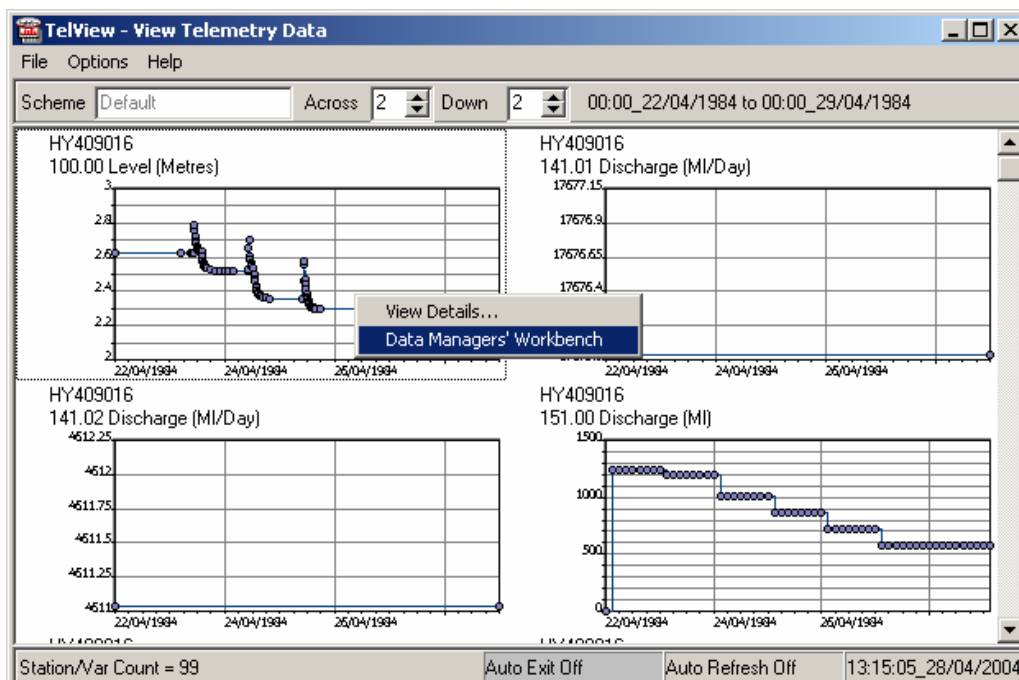 TelView - View Telemetry Data
File Options Help
Scheme Default Across 2 Down 2 00:00_22/04/1984 to 00:00_29/04/1984
HY409016
100.00 Level (Metres)
3
2.8
2.6
2.4
2.2
2
22/04/1984 24/04/1984 26/04/1984
HY409016
141.01 Discharge (Ml/Day)
17677.15
17676.9
17676.65
17676.4
22/04/1984 24/04/1984 26/04/1984
View Details...
Data Managers' Workbench
HY409016
141.02 Discharge (Ml/Day)
4512.25
4512
4511.75
4511.5
4511.25
4511
22/04/1984 24/04/1984 26/04/1984
HY409016
151.00 Discharge (Ml)
1500
1000
500
0
22/04/1984 24/04/1984 26/04/1984
Station/Var Count = 99 Auto Exit Off Auto Refresh Off 13:15:05_28/04/2004